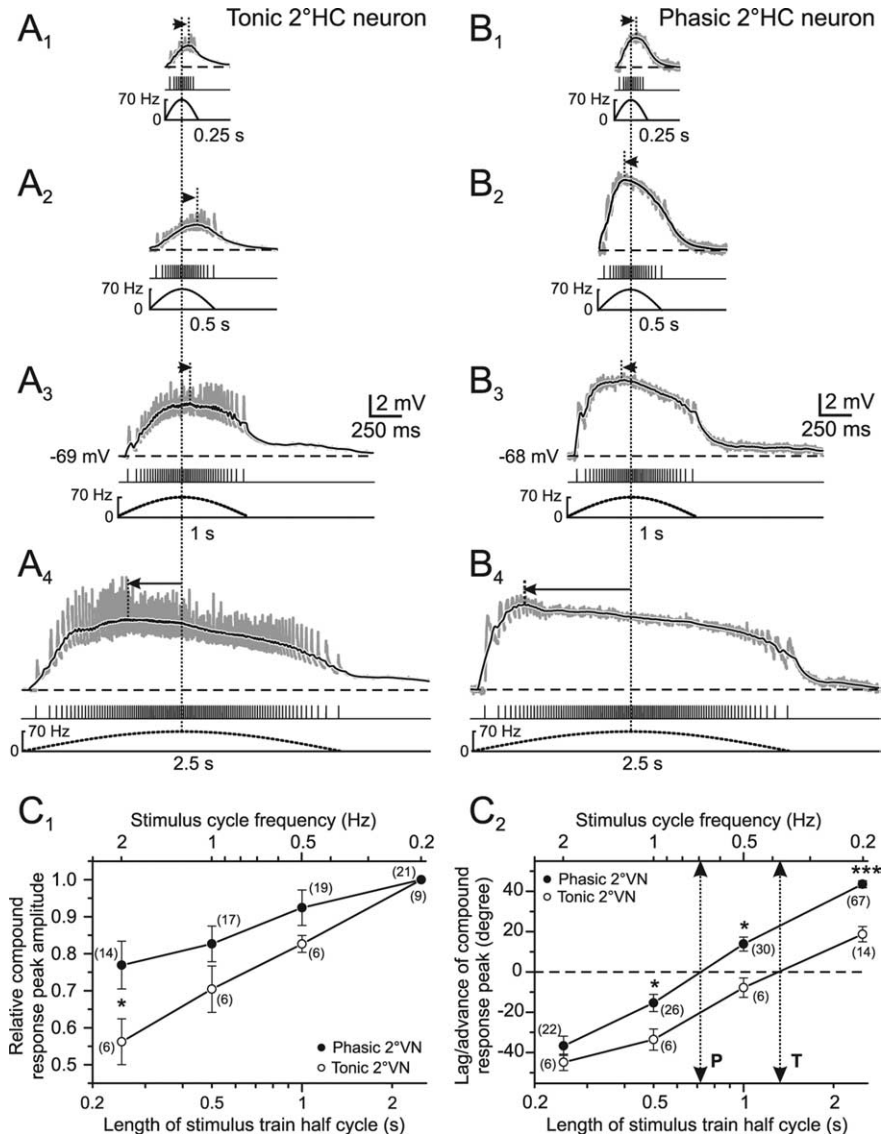 A1 Tonic 2°HC neuron
B1 Phasic 2°HC neuron
70 Hz
0
0.25 s
70 Hz
0
0.25 s
A2
B2
70 Hz
0
0.5 s
70 Hz
0
0.5 s
A3
B3
2 mV
250 ms
2 mV
250 ms
-69 mV
-68 mV
70 Hz
0
1 s
70 Hz
0
1 s
A4
B4
70 Hz
0
2.5 s
70 Hz
0
2.5 s
C1
Stimulus cycle frequency (Hz)
2 1 0.5 0.2
Relative compound
response peak amplitude
1.0
0.9
0.8
0.7
0.6
0.5
(14)
(17)
(19)
(21)
(9)
*
(6)
(6)
(6)
Phasic 2°VN
Tonic 2°VN
0.2 0.5 1 2
Length of stimulus train half cycle (s)
C2
Stimulus cycle frequency (Hz)
2 1 0.5 0.2
Lag/advance of compound
response peak (degree)
40
20
0
-20
-40
Phasic 2°VN
Tonic 2°VN
***
(67)
*
(30)
(14)
*
(26)
(22)
(6)
(6)
(6)
P
T
0.2 0.5 1 2
Length of stimulus train half cycle (s)